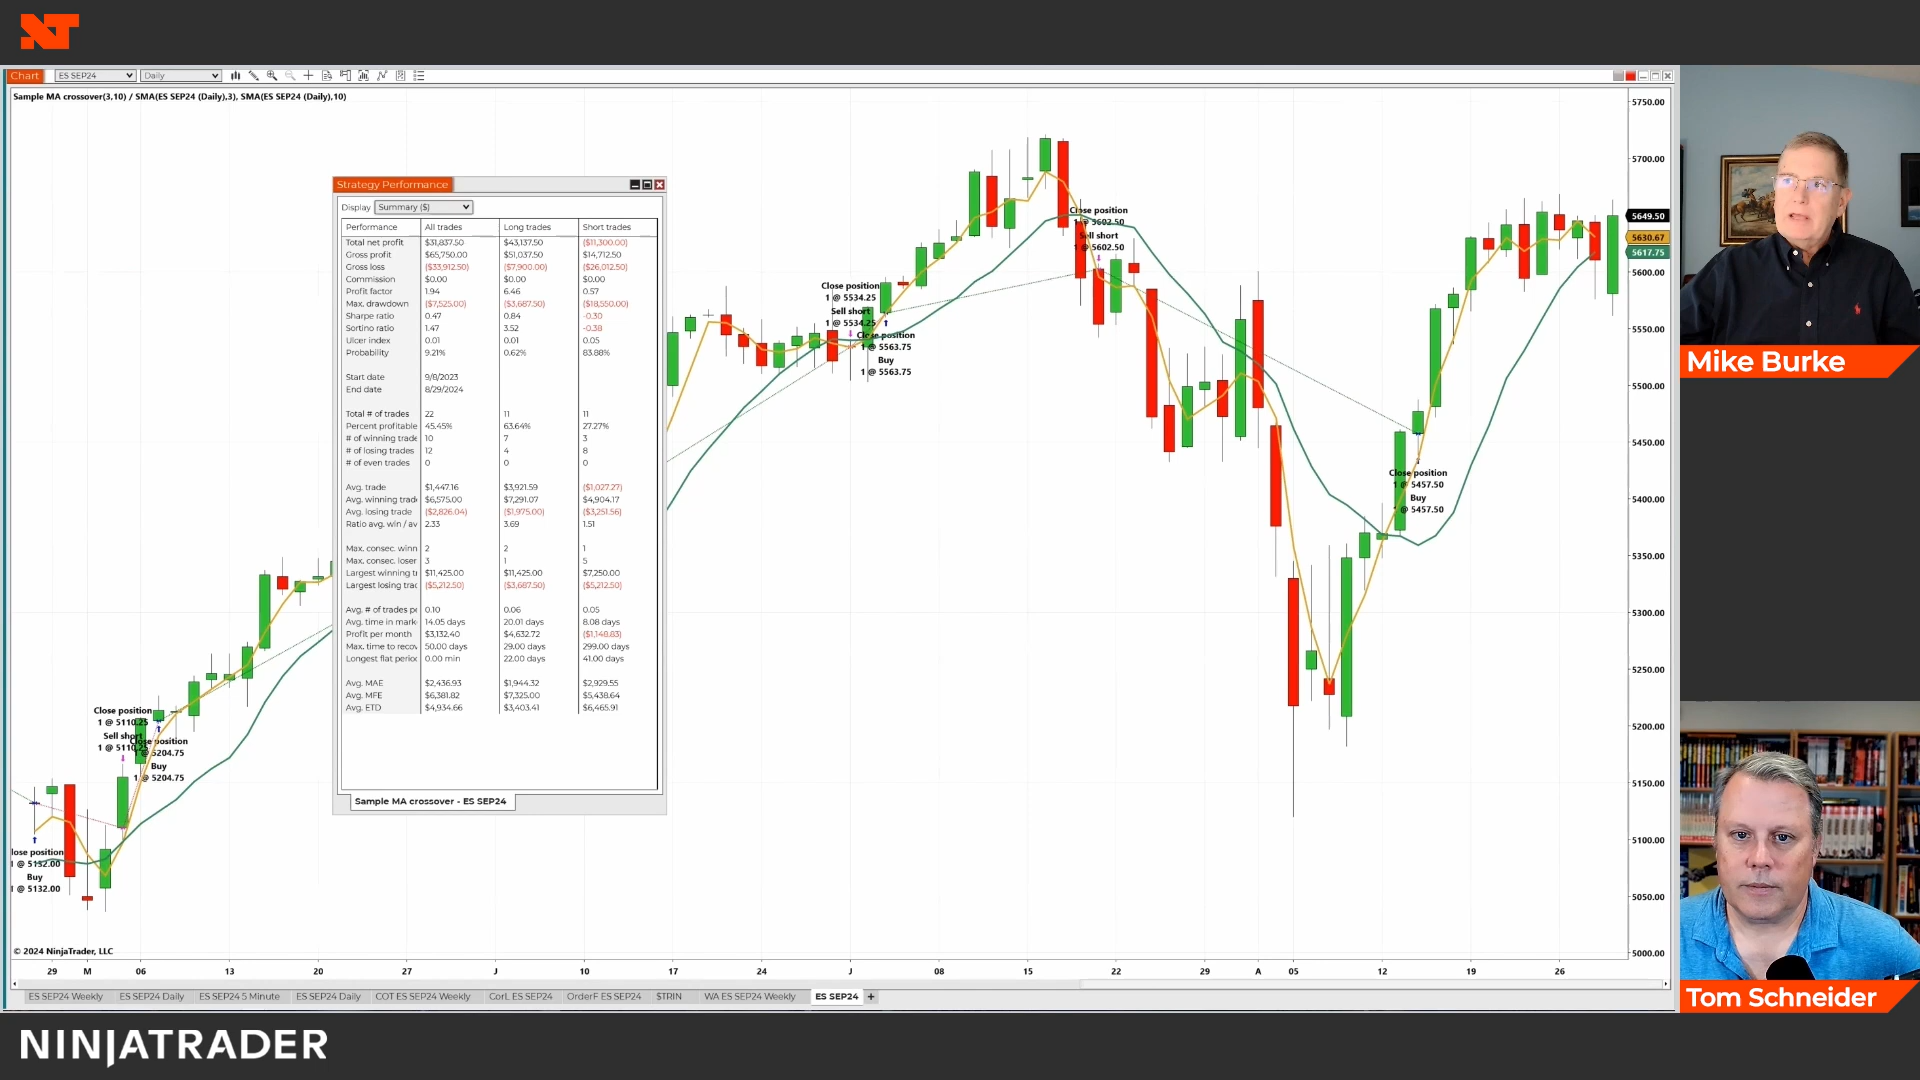 NT
Chart ES SEP24 Daily
Sample MA crossover(3,10) / SMA(ES SEP24 (Daily),3), SMA(ES SEP24 (Daily),10)
Strategy Performance
Display Summary ($)
Performance All trades Long trades Short trades
Total net profit $31,837.50 $43,137.50 ($11,300.00)
Gross profit $65,750.00 $51,037.50 $14,712.50
Gross loss ($33,912.50) ($7,900.00) ($26,012.50)
Commission $0.00 $0.00 $0.00
Profit factor 1.94 6.46 0.57
Max. drawdown ($7,525.00) ($3,687.50) ($18,550.00)
Sharpe ratio 0.47 0.84 -0.30
Sortino ratio 1.47 3.52 -0.38
Ulcer index 0.01 0.01 0.05
Probability 9.21% 0.62% 83.88%
Start date 9/8/2023
End date 8/29/2024
Total # of trades 22 11 11
Percent profitable 45.45% 63.64% 27.27%
# of winning trade 10 7 3
# of losing trades 12 4 8
# of even trades 0 0 0
Avg. trade $1,447.16 $3,921.59 ($1,027.27)
Avg. winning trad $6,575.00 $7,291.07 $4,904.17
Avg. losing trade ($2,826.04) ($1,975.00) ($3,251.56)
Ratio avg. win / av 2.33 3.69 1.51
Max. consec. winn 2 2 1
Max. consec. loser 3 1 5
Largest winning tr $11,425.00 $11,425.00 $7,250.00
Largest losing trad ($5,212.50) ($3,687.50) ($5,212.50)
Avg. # of trades pe 0.10 0.06 0.05
Avg. time in mark 14.05 days 20.01 days 8.08 days
Profit per month $3,132.40 $4,632.72 ($1,148.83)
Max. time to recov 50.00 days 29.00 days 299.00 days
Longest flat perio 0.00 min 22.00 days 41.00 days
Avg. MAE $2,436.93 $1,944.32 $2,929.55
Avg. MFE $6,381.82 $7,325.00 $5,438.64
Avg. ETD $4,934.66 $3,403.41 $6,465.91
Sample MA crossover - ES SEP24
lose position
1 @ 5132.00
Buy
1 @ 5132.00
Close position
1 @ 5110.25
Sell short
1 @ 5110.25
Close position
1 @ 5204.75
Buy
1 @ 5204.75
Close position
1 @ 5534.25
Sell short
1 @ 5534.25
Close position
1 @ 5563.75
Buy
1 @ 5563.75
Close position
1 @ 5602.50
Sell short
1 @ 5602.50
Close position
1 @ 5457.50
Buy
@ 5457.50
5750.00
5700.00
5649.50
5630.67
5617.75
5600.00
5550.00
5500.00
5450.00
5400.00
5350.00
5300.00
5250.00
5200.00
5150.00
5100.00
5050.00
5000.00
© 2024 NinjaTrader, LLC
29 M 06 13 20 27 J 10 17 24 J 08 15 22 29 A 05 12 19 26
ES SEP24 Weekly ES SEP24 Daily ES SEP24 5 Minute ES SEP24 Daily COT ES SEP24 Weekly CorL ES SEP24 OrderF ES SEP24 $TRIN WA ES SEP24 Weekly ES SEP24 +
Mike Burke
Tom Schneider
NINJATRADER